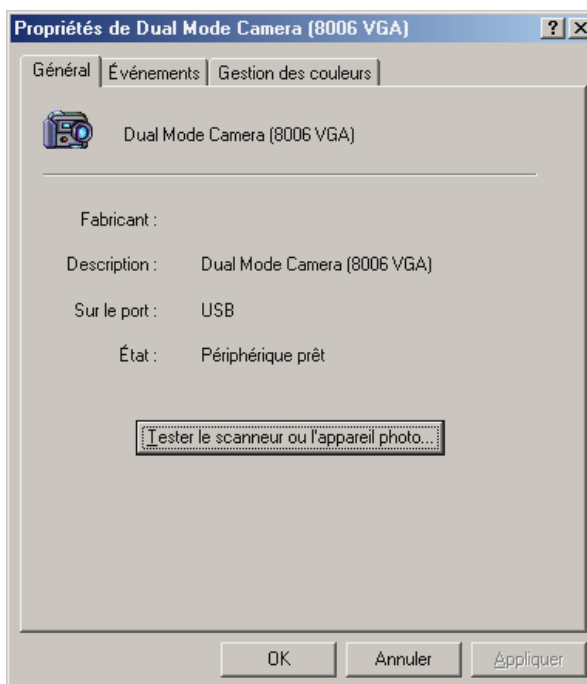 Propriétés de Dual Mode Camera (8006 VGA)
Général Événements Gestion des couleurs
Dual Mode Camera (8006 VGA)
Fabricant :
Description : Dual Mode Camera (8006 VGA)
Sur le port : USB
État : Périphérique prêt
Tester le scanneur ou l'appareil photo...
OK Annuler Appliquer